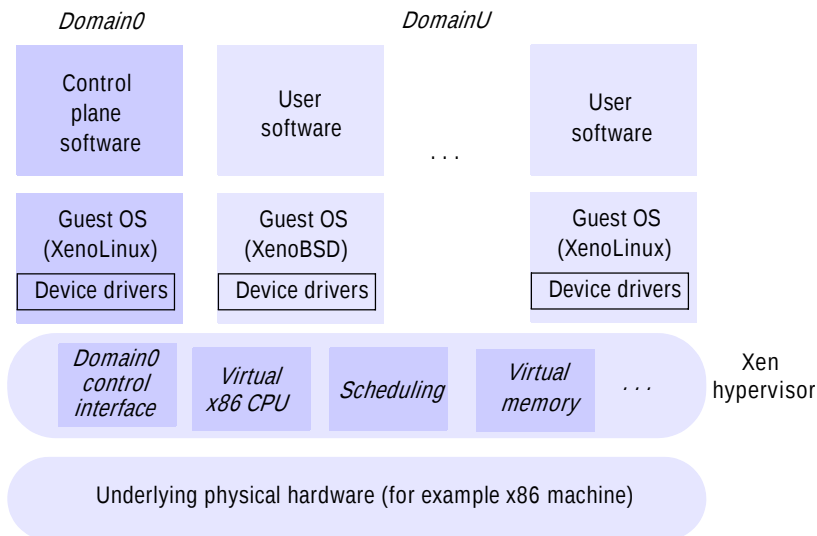 Domain0
DomainU
Control
plane
software
User
software
. . .
User
software
Guest OS
(XenoLinux)
Device drivers
Guest OS
(XenoBSD)
Device drivers
Guest OS
(XenoLinux)
Device drivers
Domain0
control
interface
Virtual
x86 CPU
Scheduling
Virtual
memory
. . .
Xen
hypervisor
Underlying physical hardware (for example x86 machine)